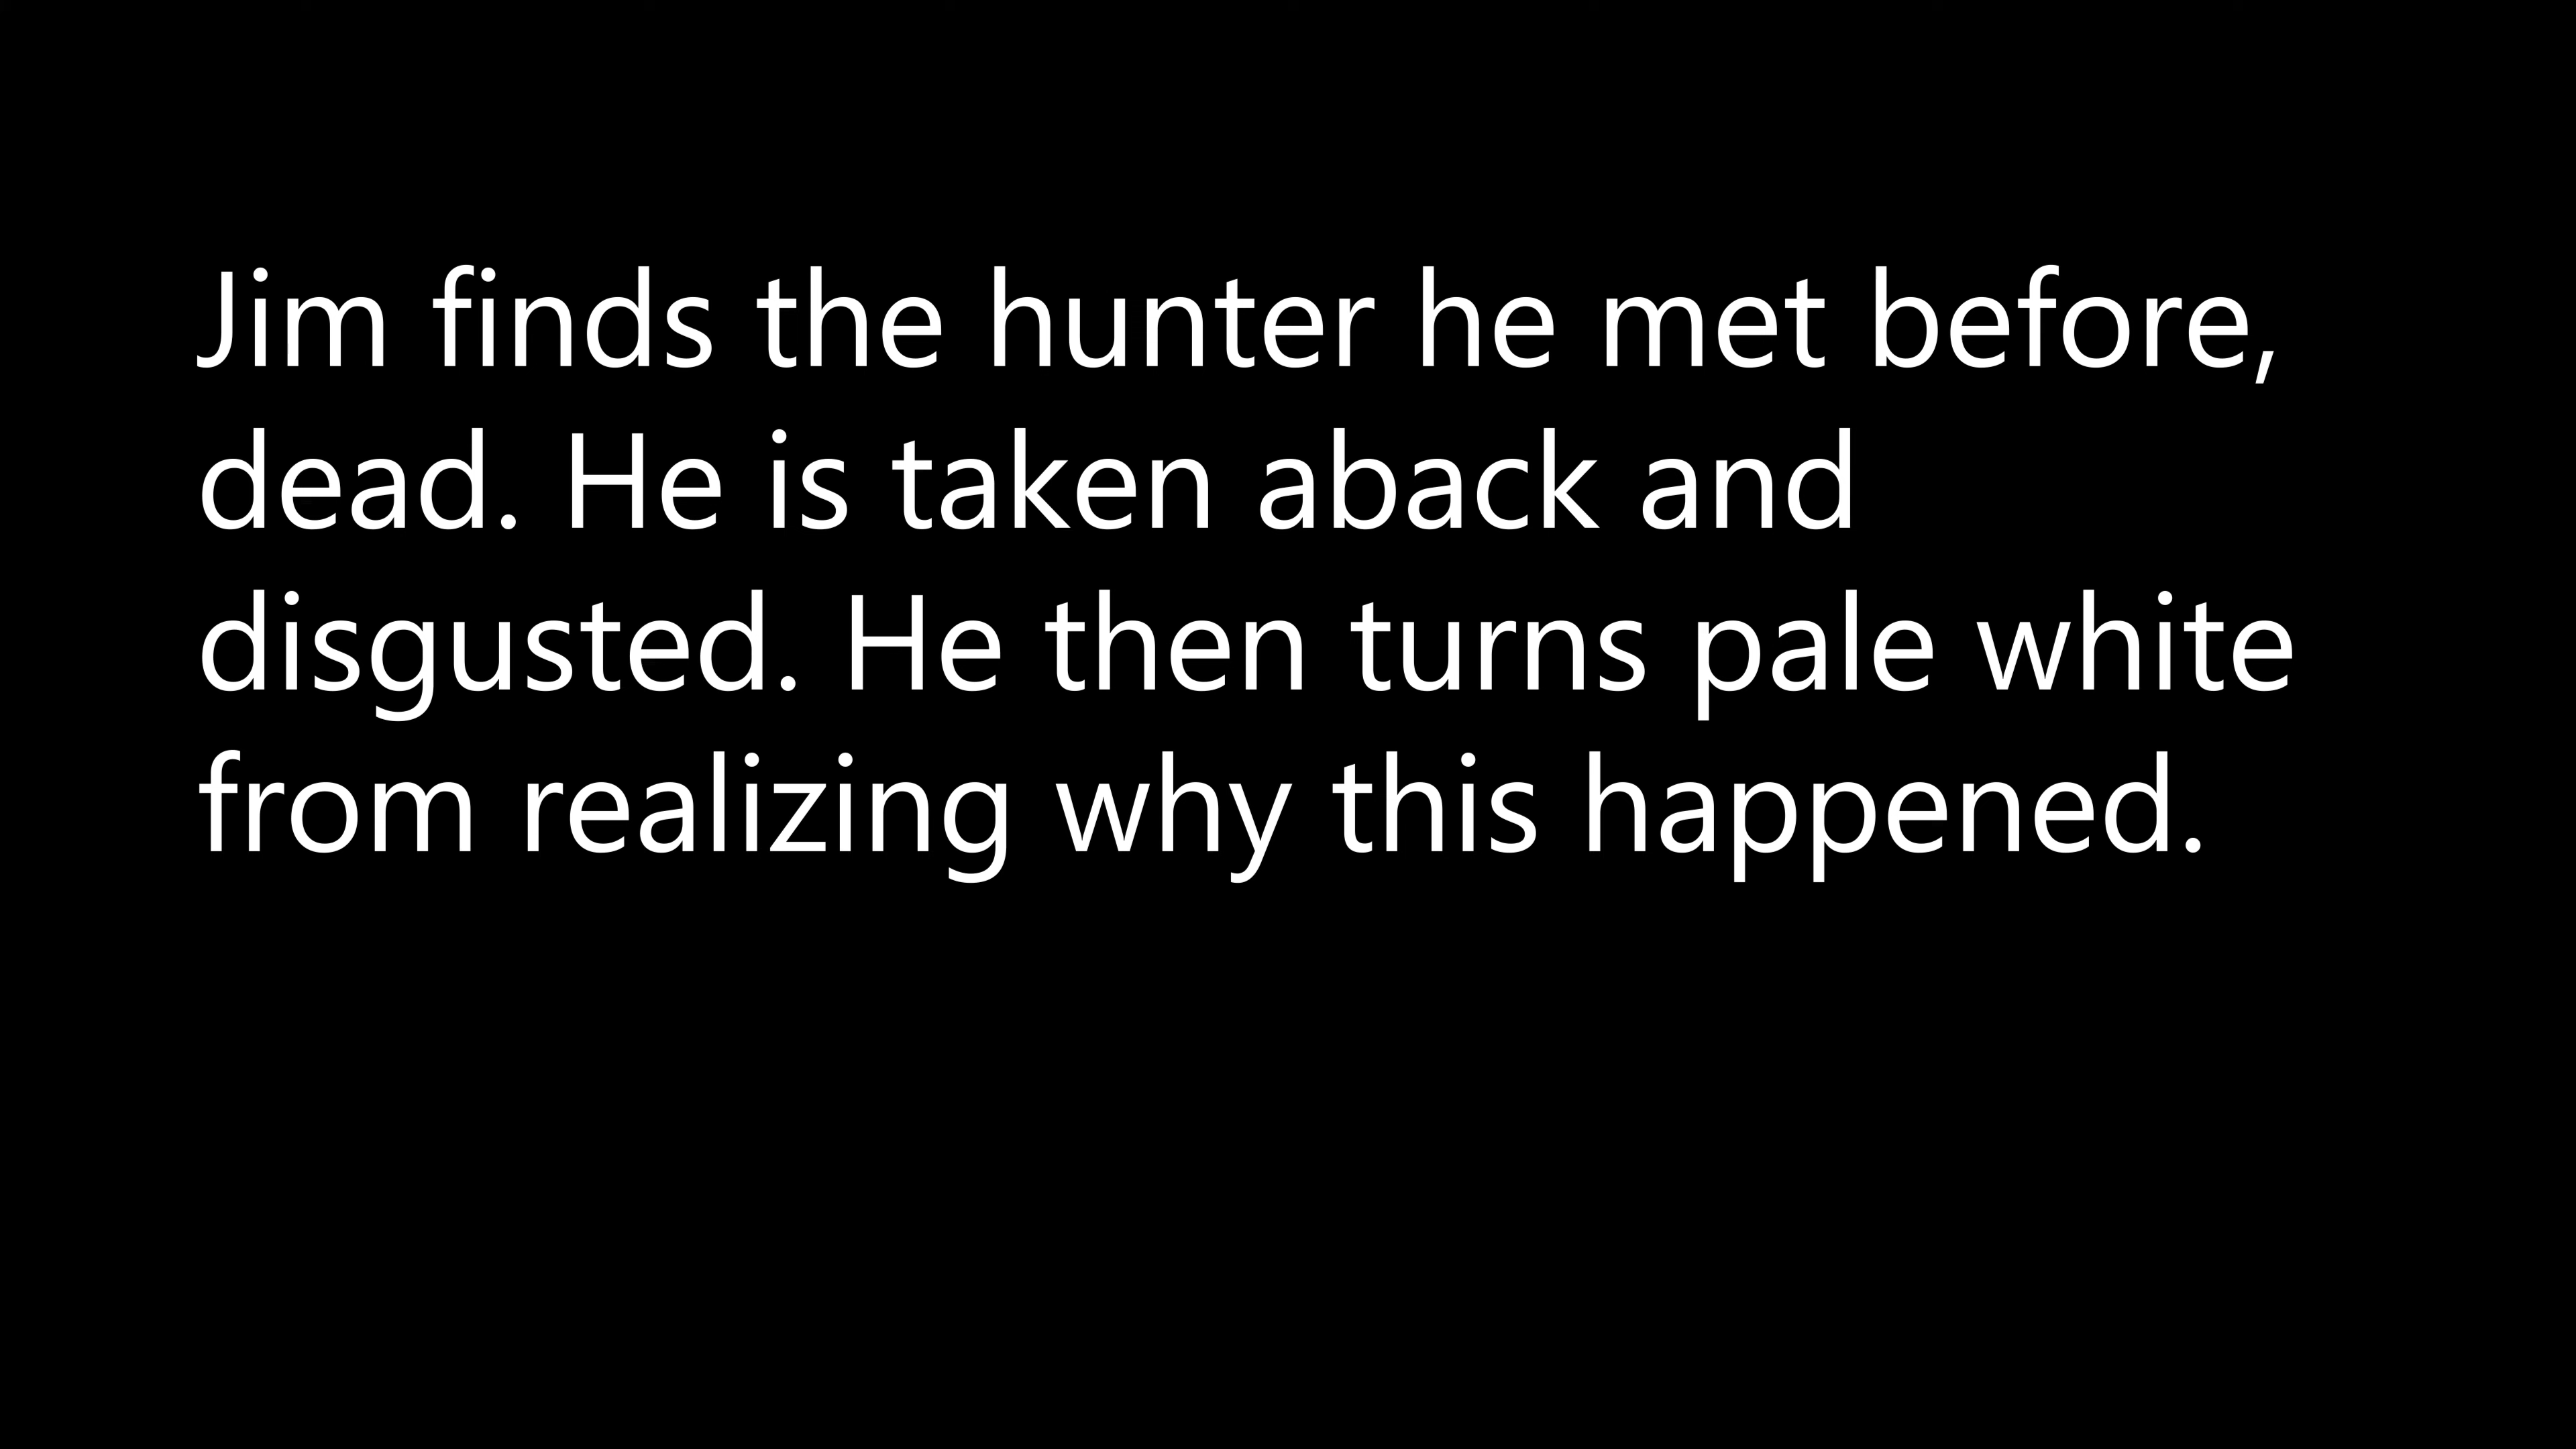 Jim finds the hunter he met before,
dead. He is taken aback and
disgusted. He then turns pale white
from realizing why this happened.